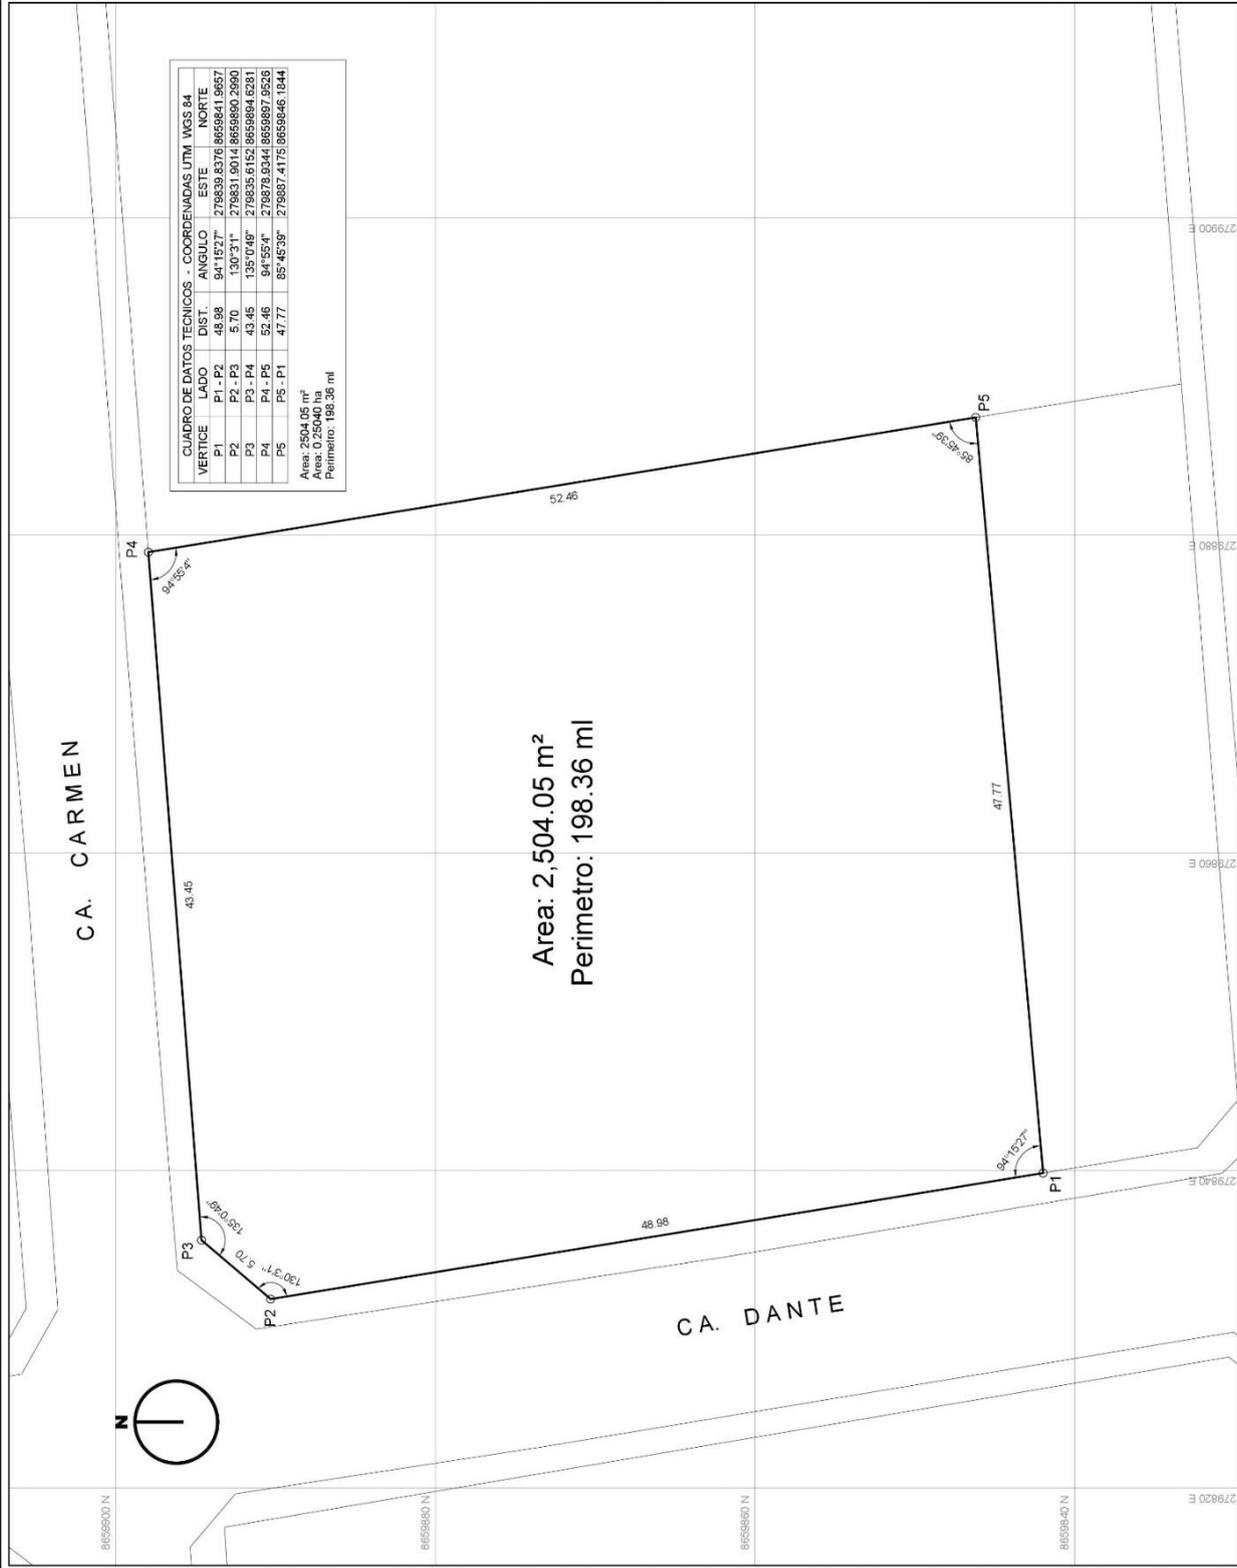 CUADRO DE DATOS TECNICOS - COORDENADAS UTM WGS 84
VERTICE LADO DIST. ANGULO ESTE NORTE
P1 P1 - P2 48.98 94°15'27" 279839.8376 8659841.9657
P2 P2 - P3 5.70 130°3'1" 279831.9014 8659890.2990
P3 P3 - P4 43.45 135°0'49" 279835.6152 8659894.6281
P4 P4 - P5 52.46 94°55'4" 279878.9344 8659897.9526
P5 P5 - P1 47.77 85°45'39" 279887.4175 8659846.1844
Area: 2504.05 m²
Area: 0.25040 ha
Perimetro: 198.36 ml
CA. CARMEN
N
P4
94°55'4"
43.45
P3
135°0'49"
5.70
130°3'1"
P2
52.46
Area: 2,504.05 m²
Perimetro: 198.36 ml
48.98
CA. DANTE
P5
85°45'39"
47.77
94°15'27"
P1
8659900 N
8659880 N
8659860 N
8659840 N
279820 E
279840 E
279860 E
279880 E
279900 E